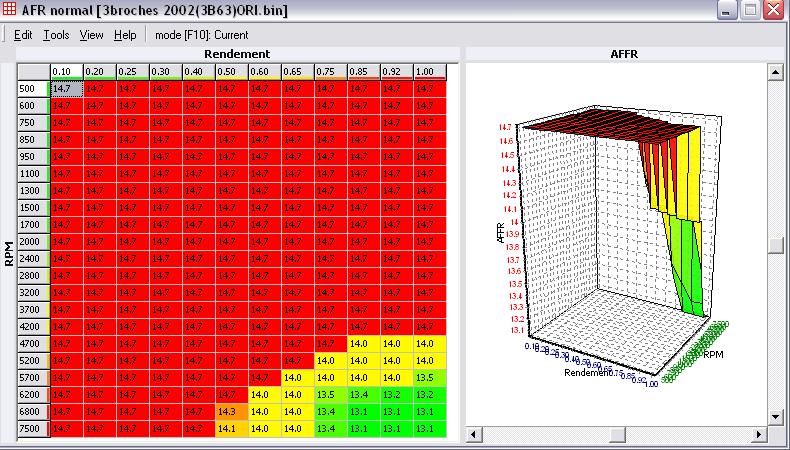 AFR normal [3broches 2002(3B63)ORI.bin]
Edit Tools View Help mode [F10]: Current
Rendement
0.10 0.20 0.25 0.30 0.40 0.50 0.60 0.65 0.75 0.85 0.92 1.00
RPM
500 14.7 14.7 14.7 14.7 14.7 14.7 14.7 14.7 14.7 14.7 14.7 14.7
600 14.7 14.7 14.7 14.7 14.7 14.7 14.7 14.7 14.7 14.7 14.7 14.7
750 14.7 14.7 14.7 14.7 14.7 14.7 14.7 14.7 14.7 14.7 14.7 14.7
850 14.7 14.7 14.7 14.7 14.7 14.7 14.7 14.7 14.7 14.7 14.7 14.7
950 14.7 14.7 14.7 14.7 14.7 14.7 14.7 14.7 14.7 14.7 14.7 14.7
1100 14.7 14.7 14.7 14.7 14.7 14.7 14.7 14.7 14.7 14.7 14.7 14.7
1300 14.7 14.7 14.7 14.7 14.7 14.7 14.7 14.7 14.7 14.7 14.7 14.7
1500 14.7 14.7 14.7 14.7 14.7 14.7 14.7 14.7 14.7 14.7 14.7 14.7
1700 14.7 14.7 14.7 14.7 14.7 14.7 14.7 14.7 14.7 14.7 14.7 14.7
2000 14.7 14.7 14.7 14.7 14.7 14.7 14.7 14.7 14.7 14.7 14.7 14.7
2400 14.7 14.7 14.7 14.7 14.7 14.7 14.7 14.7 14.7 14.7 14.7 14.7
2800 14.7 14.7 14.7 14.7 14.7 14.7 14.7 14.7 14.7 14.7 14.7 14.7
3200 14.7 14.7 14.7 14.7 14.7 14.7 14.7 14.7 14.7 14.7 14.7 14.7
3700 14.7 14.7 14.7 14.7 14.7 14.7 14.7 14.7 14.7 14.7 14.7 14.7
4200 14.7 14.7 14.7 14.7 14.7 14.7 14.7 14.7 14.7 14.7 14.7 14.7
4700 14.7 14.7 14.7 14.7 14.7 14.7 14.7 14.7 14.7 14.0 14.0 14.0
5200 14.7 14.7 14.7 14.7 14.7 14.7 14.7 14.7 14.0 14.0 14.0 14.0
5700 14.7 14.7 14.7 14.7 14.7 14.7 14.7 14.0 14.0 14.0 14.0 13.5
6200 14.7 14.7 14.7 14.7 14.7 14.7 14.0 14.0 13.5 13.4 13.2 13.2
6800 14.7 14.7 14.7 14.7 14.7 14.3 14.0 14.0 13.4 13.1 13.1 13.1
7500 14.7 14.7 14.7 14.7 14.7 14.1 14.0 14.0 13.4 13.1 13.1 13.1
AFFR
14.7
14.6
14.5
14.4
14.3
14.2
14.1
14
13.9
13.8
13.7
13.6
13.5
13.4
13.3
13.2
13.1
AFFR
0.10 0.20 0.25 0.30 0.40 0.50 0.60 0.65 0.75 0.85 0.92 1.00
Rendement
RPM